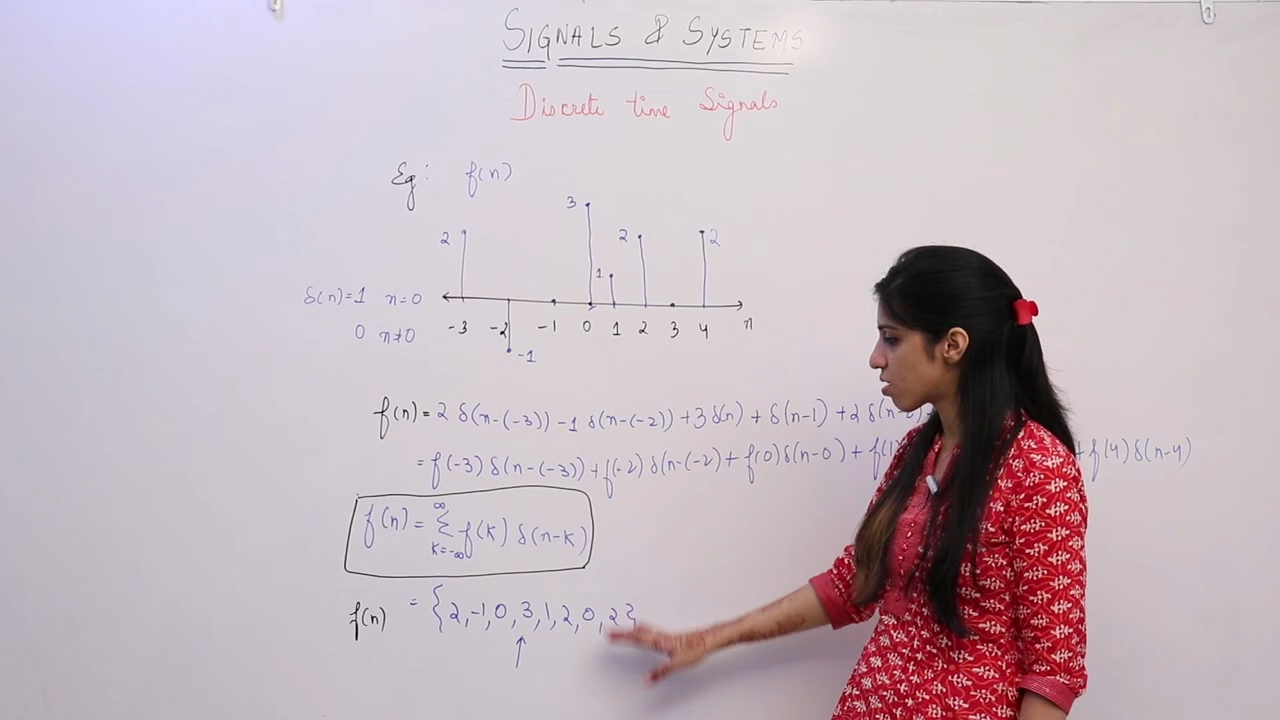 SIGNALS & SYSTEMS
Discrete time Signals
Eg: f(n)
3
2 2 2
1
δ(n)=1 n=0
0 n≠0
-3 -2 -1 0 1 2 3 4 n
-1
f(n) = 2 δ(n-(-3)) -1 δ(n-(-2)) + 3 δ(n) + δ(n-1) + 2 δ(n-2)
= f(-3) δ(n-(-3)) + f(-2) δ(n-(-2)) + f(0) δ(n-0) + f(1) + f(4) δ(n-4)
f(n) = ∞ Σ k=-∞ f(k) δ(n-k)
f(n) = {2, -1, 0, 3, 1, 2, 0, 2}
↑